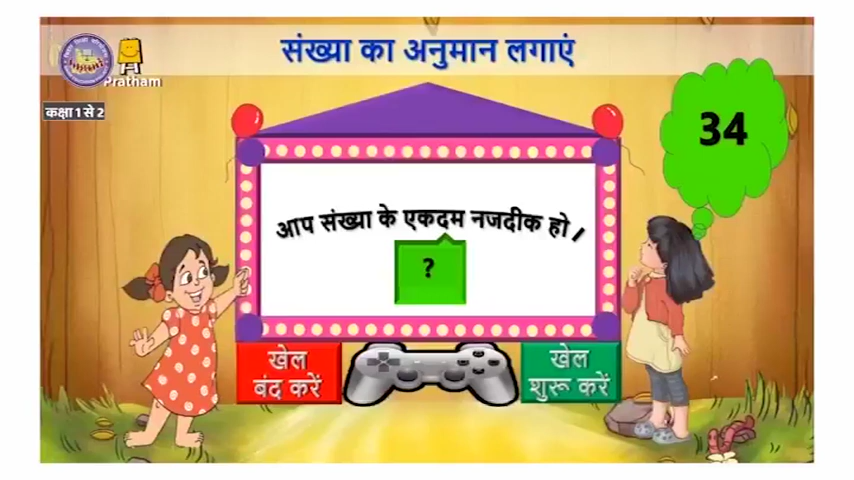 संख्या का अनुमान लगाएं
Pratham
कक्षा 1 से 2
34
आप संख्या के एकदम नजदीक हो।
?
खेल
बंद करें
खेल
शुरू करें